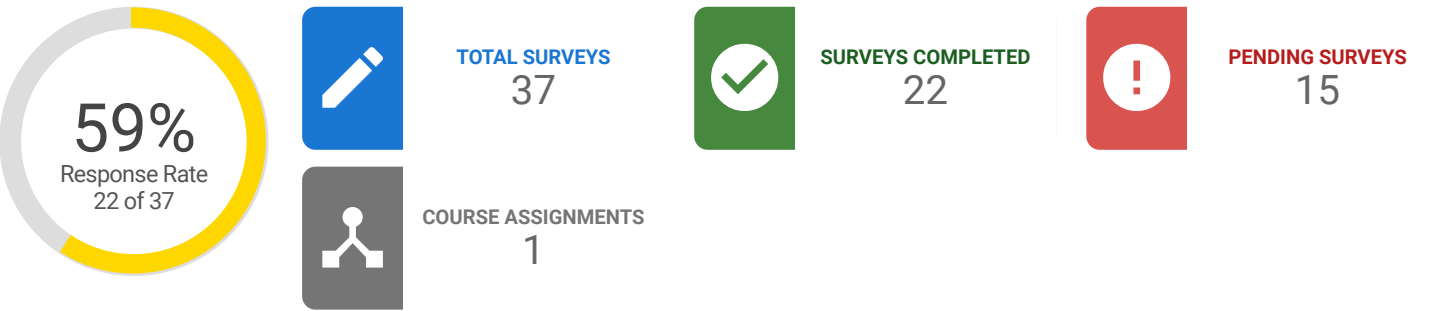 59%
Response Rate
22 of 37
TOTAL SURVEYS
37
SURVEYS COMPLETED
22
PENDING SURVEYS
15
COURSE ASSIGNMENTS
1